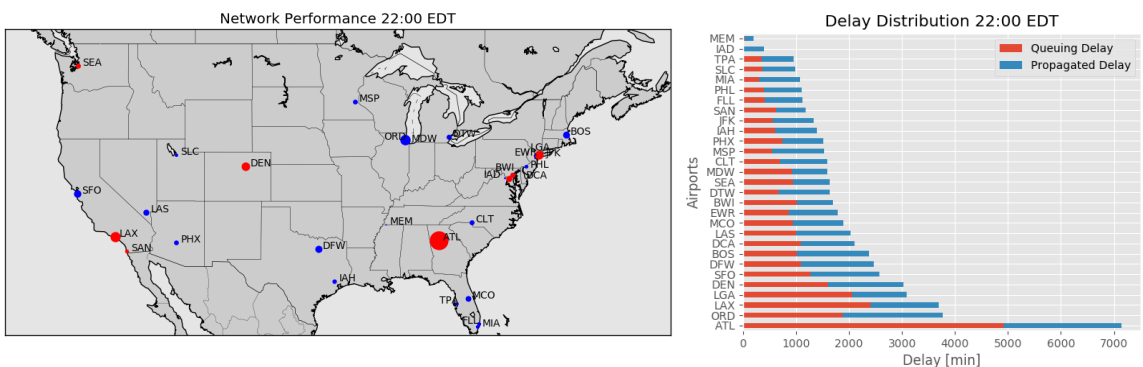 Network Performance 22:00 EDT
SEA
MSP
BOS
ORD
MDW
DTW
LGA
EWR
JFK
SLC
DEN
PHL
BWI
IAD
DCA
SFO
LAS
MEM
CLT
LAX
PHX
ATL
SAN
DFW
IAH
MCO
TPA
FLL
MIA
Delay Distribution 22:00 EDT
Queuing Delay
Propagated Delay
Airports
MEM
IAD
TPA
SLC
MIA
PHL
FLL
SAN
JFK
IAH
PHX
MSP
CLT
MDW
SEA
DTW
BWI
EWR
MCO
LAS
DCA
BOS
DFW
SFO
DEN
LGA
LAX
ORD
ATL
0 1000 2000 3000 4000 5000 6000 7000
Delay [min]